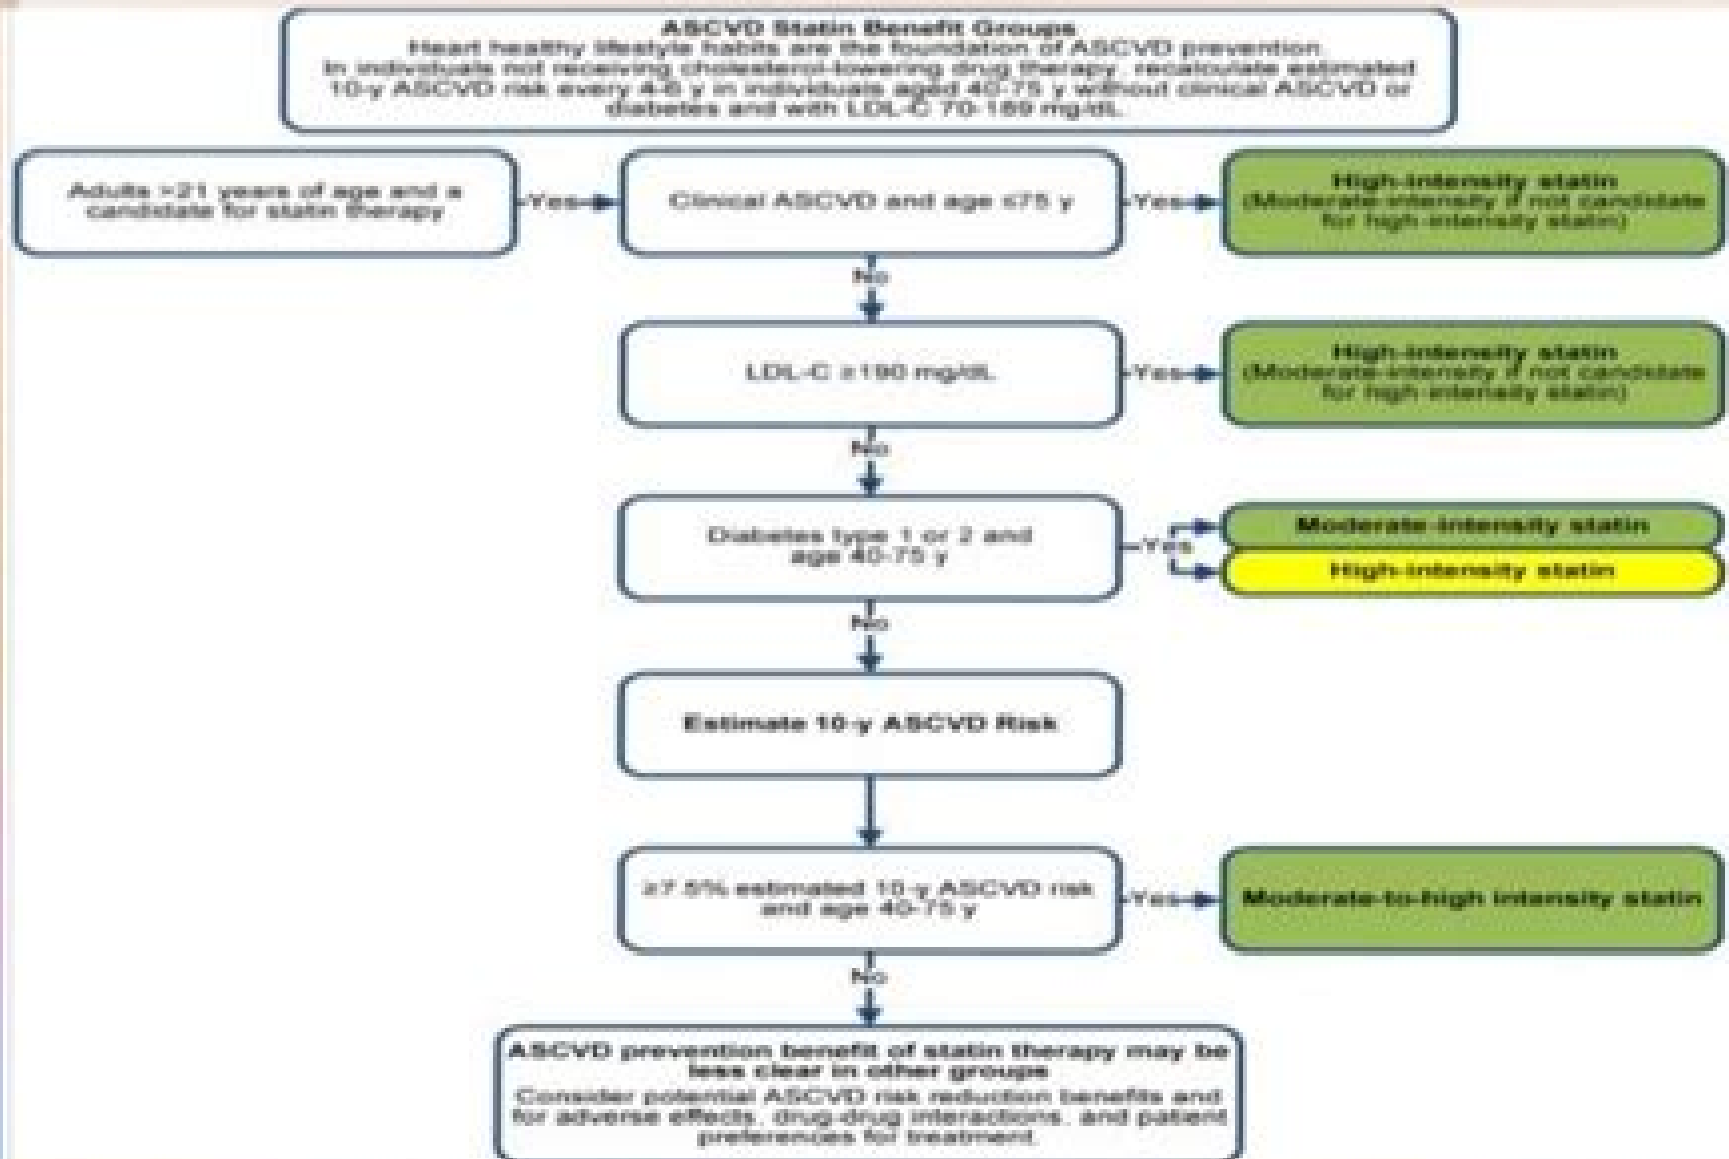 ASCVD Statin Benefit Groups
Heart healthy lifestyle habits are the foundation of ASCVD prevention.
In individuals not receiving cholesterol-lowering drug therapy, recalculate estimated
10-y ASCVD risk every 4-6 y in individuals aged 40-75 y without clinical ASCVD or
diabetes and with LDL-C 70-189 mg/dL.
Adults >21 years of age and a
candidate for statin therapy
Yes
Clinical ASCVD and age ≤75 y
Yes
High-intensity statin
(Moderate-intensity if not candidate
for high-intensity statin)
No
LDL-C ≥190 mg/dL
Yes
High-intensity statin
(Moderate-intensity if not candidate
for high-intensity statin)
No
Diabetes type 1 or 2 and
age 40-75 y
Yes
Moderate-intensity statin
High-intensity statin
No
Estimate 10-y ASCVD Risk
≥7.5% estimated 10-y ASCVD risk
and age 40-75 y
Yes
Moderate-to-high intensity statin
No
ASCVD prevention benefit of statin therapy may be
less clear in other groups
Consider potential ASCVD risk reduction benefits and
for adverse effects, drug-drug interactions, and patient
preferences for treatment.